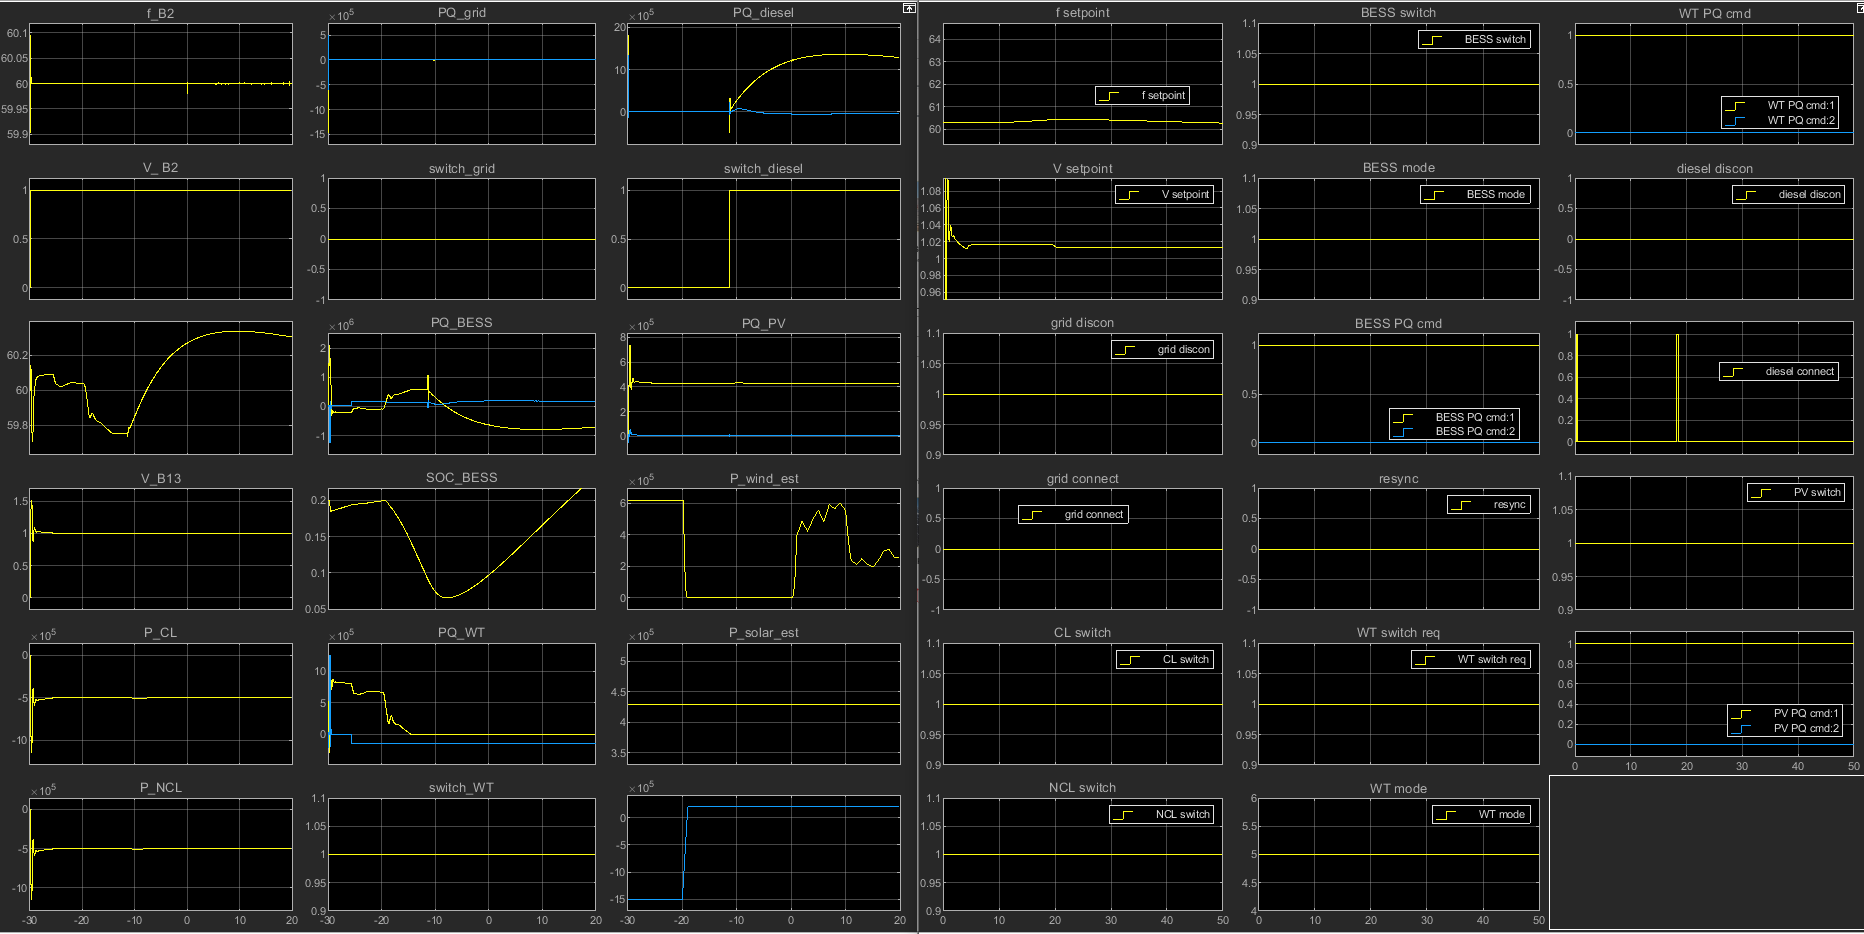 f_B2
60.1
60.05
60
59.95
59.9
PQ_grid
×10^5
5
0
-5
-10
-15
PQ_diesel
×10^5
20
10
0
f setpoint
64
63
62
61
60
f setpoint
BESS switch
1.1
1.05
1
0.95
0.9
BESS switch
WT PQ cmd
1
0.5
0
WT PQ cmd:1
WT PQ cmd:2
V_ B2
1
0.5
0
switch_grid
1
0.5
0
-0.5
-1
switch_diesel
1
0.5
0
V setpoint
1.08
1.06
1.04
1.02
1
0.98
0.96
V setpoint
BESS mode
1.1
1.05
1
0.95
0.9
BESS mode
diesel discon
1
0.5
0
-0.5
-1
diesel discon
60.2
60
59.8
PQ_BESS
×10^6
2
1
0
-1
PQ_PV
×10^5
8
6
4
2
0
grid discon
1.1
1.05
1
0.95
0.9
grid discon
BESS PQ cmd
1
0.5
0
BESS PQ cmd:1
BESS PQ cmd:2
1
0.8
0.6
0.4
0.2
0
diesel connect
V_B13
1.5
1
0.5
0
SOC_BESS
0.2
0.15
0.1
0.05
P_wind_est
×10^5
6
4
2
0
grid connect
1
0.5
0
-0.5
-1
grid connect
resync
1
0.5
0
-0.5
-1
resync
1.1
1.05
1
0.95
0.9
PV switch
P_CL
×10^5
0
-5
-10
PQ_WT
×10^5
10
5
0
P_solar_est
×10^5
5
4.5
4
3.5
CL switch
1.1
1.05
1
0.95
0.9
CL switch
WT switch req
1.1
1.05
1
0.95
0.9
WT switch req
1
0.8
0.6
0.4
0.2
0
PV PQ cmd:1
PV PQ cmd:2
0 10 20 30 40 50
P_NCL
×10^5
0
-5
-10
-30 -20 -10 0 10 20
switch_WT
1.1
1.05
1
0.95
0.9
-30 -20 -10 0 10 20
×10^5
0
-5
-10
-15
-30 -20 -10 0 10 20
NCL switch
1.1
1.05
1
0.95
0.9
NCL switch
0 10 20 30 40 50
WT mode
6
5.5
5
4.5
4
WT mode
0 10 20 30 40 50